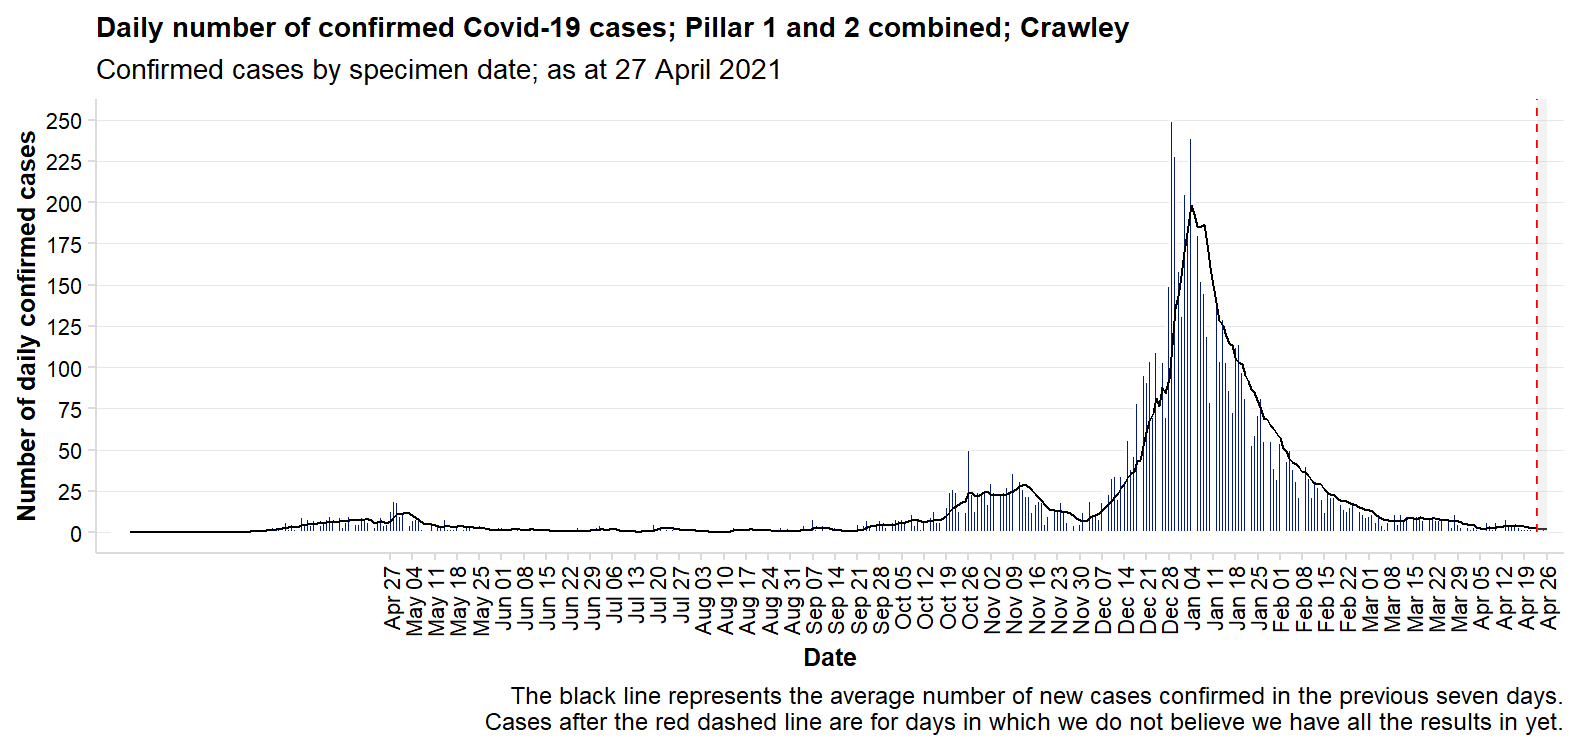 Daily number of confirmed Covid-19 cases; Pillar 1 and 2 combined; Crawley
Confirmed cases by specimen date; as at 27 April 2021
Number of daily confirmed cases
250
225
200
175
150
125
100
75
50
25
0
Apr 27
May 04
May 11
May 18
May 25
Jun 01
Jun 08
Jun 15
Jun 22
Jun 29
Jul 06
Jul 13
Jul 20
Jul 27
Aug 03
Aug 10
Aug 17
Aug 24
Aug 31
Sep 07
Sep 14
Sep 21
Sep 28
Oct 05
Oct 12
Oct 19
Oct 26
Nov 02
Nov 09
Nov 16
Nov 23
Nov 30
Dec 07
Dec 14
Dec 21
Dec 28
Jan 04
Jan 11
Jan 18
Jan 25
Feb 01
Feb 08
Feb 15
Feb 22
Mar 01
Mar 08
Mar 15
Mar 22
Mar 29
Apr 05
Apr 12
Apr 19
Apr 26
Date
The black line represents the average number of new cases confirmed in the previous seven days.
Cases after the red dashed line are for days in which we do not believe we have all the results in yet.